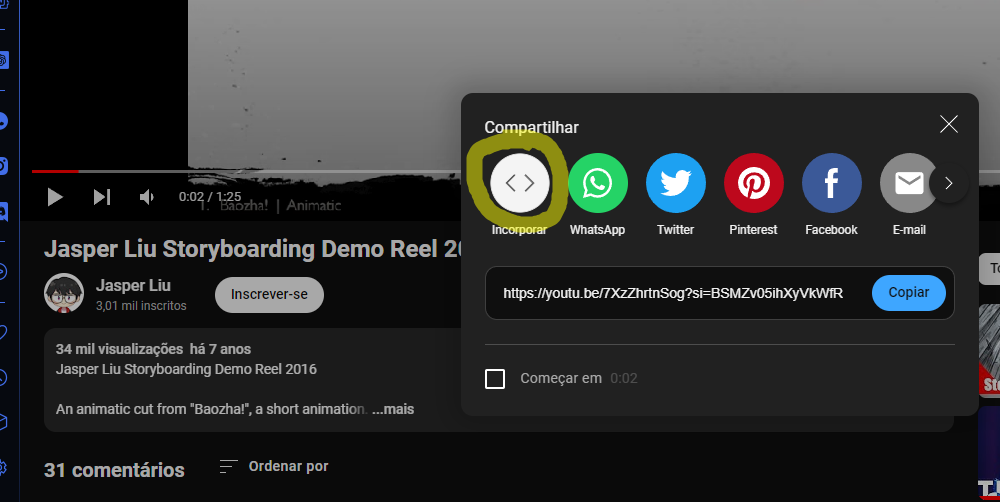 Compartilhar
Incorporar
WhatsApp
Twitter
Pinterest
Facebook
E-mail
https://youtu.be/7XzZhrtnSog?si=BSMZv05ihXyVkWfR
Copiar
Começar em 0:02
0:02 / 1:25
1. Baozha! | Animatic
Jasper Liu Storyboarding Demo Reel 20
Jasper Liu
3,01 mil inscritos
Inscrever-se
34 mil visualizações há 7 anos
Jasper Liu Storyboarding Demo Reel 2016
An animatic cut from "Baozha!", a short animation. ...mais
31 comentários
Ordenar por
To